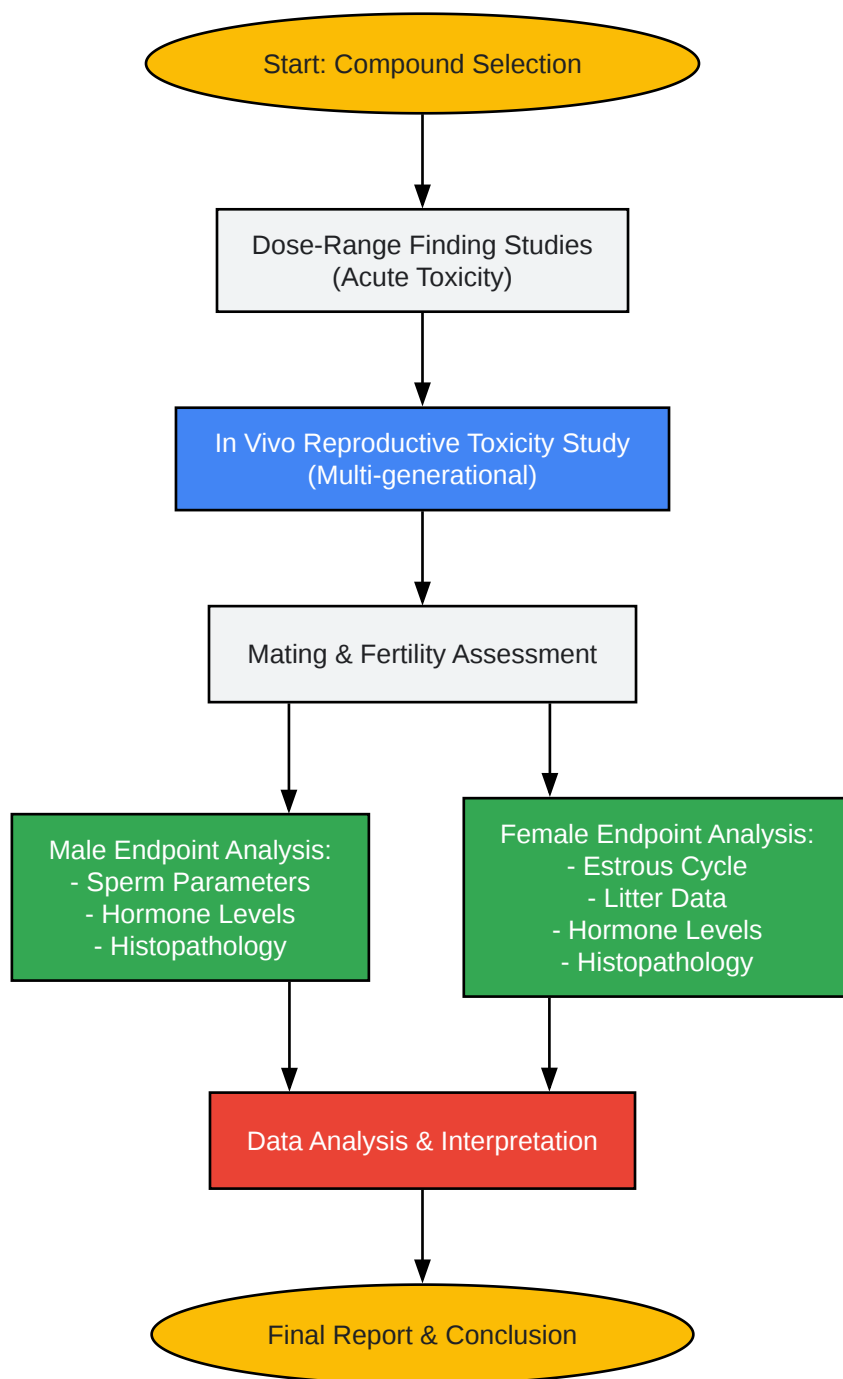 Start: Compound Selection
Dose-Range Finding Studies
(Acute Toxicity)
In Vivo Reproductive Toxicity Study
(Multi-generational)
Mating & Fertility Assessment
Male Endpoint Analysis:
- Sperm Parameters
- Hormone Levels
- Histopathology
Female Endpoint Analysis:
- Estrous Cycle
- Litter Data
- Hormone Levels
- Histopathology
Data Analysis & Interpretation
Final Report & Conclusion